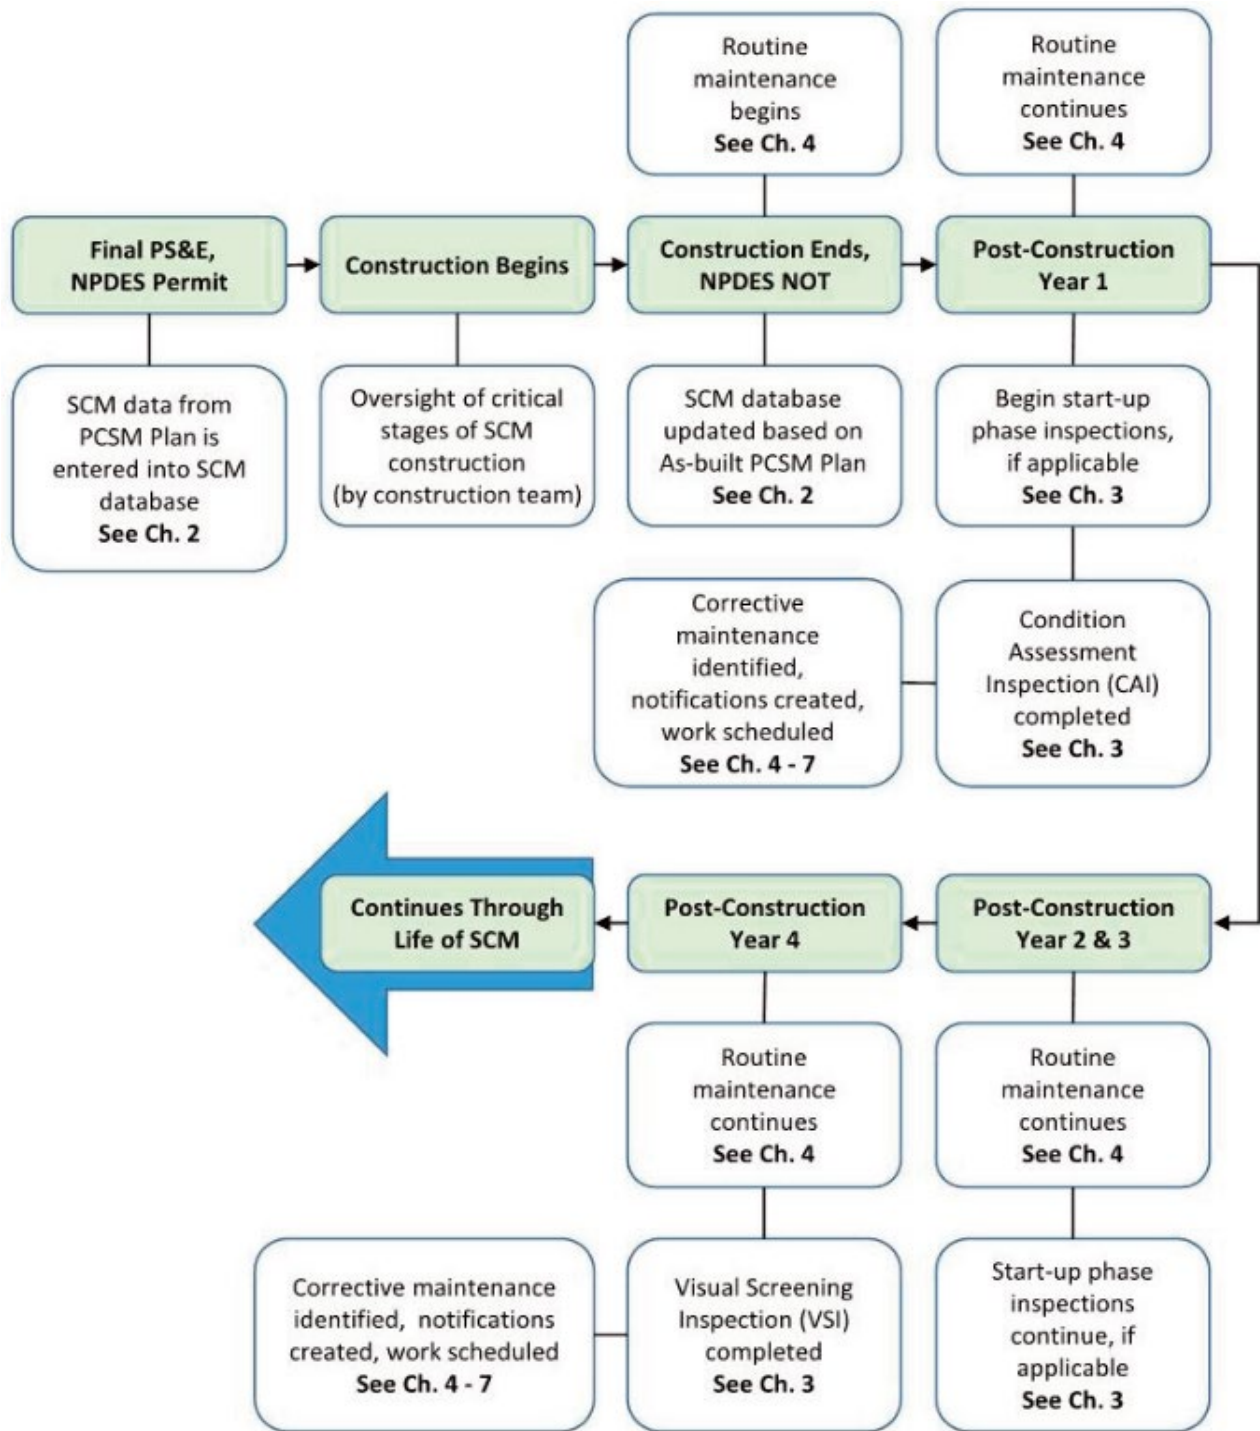 Routine
maintenance
begins
See Ch. 4
Routine
maintenance
continues
See Ch. 4
Final PS&E,
NPDES Permit
Construction Begins
Construction Ends,
NPDES NOT
Post-Construction
Year 1
SCM data from
PCSM Plan is
entered into SCM
database
See Ch. 2
Oversight of critical
stages of SCM
construction
(by construction team)
SCM database
updated based on
As-built PCSM Plan
See Ch. 2
Begin start-up
phase inspections,
if applicable
See Ch. 3
Corrective
maintenance
identified,
notifications created,
work scheduled
See Ch. 4 - 7
Condition
Assessment
Inspection (CAI)
completed
See Ch. 3
Continues Through
Life of SCM
Post-Construction
Year 4
Post-Construction
Year 2 & 3
Routine
maintenance
continues
See Ch. 4
Routine
maintenance
continues
See Ch. 4
Corrective maintenance
identified, notifications
created, work scheduled
See Ch. 4 - 7
Visual Screening
Inspection (VSI)
completed
See Ch. 3
Start-up phase
inspections
continue, if
applicable
See Ch. 3